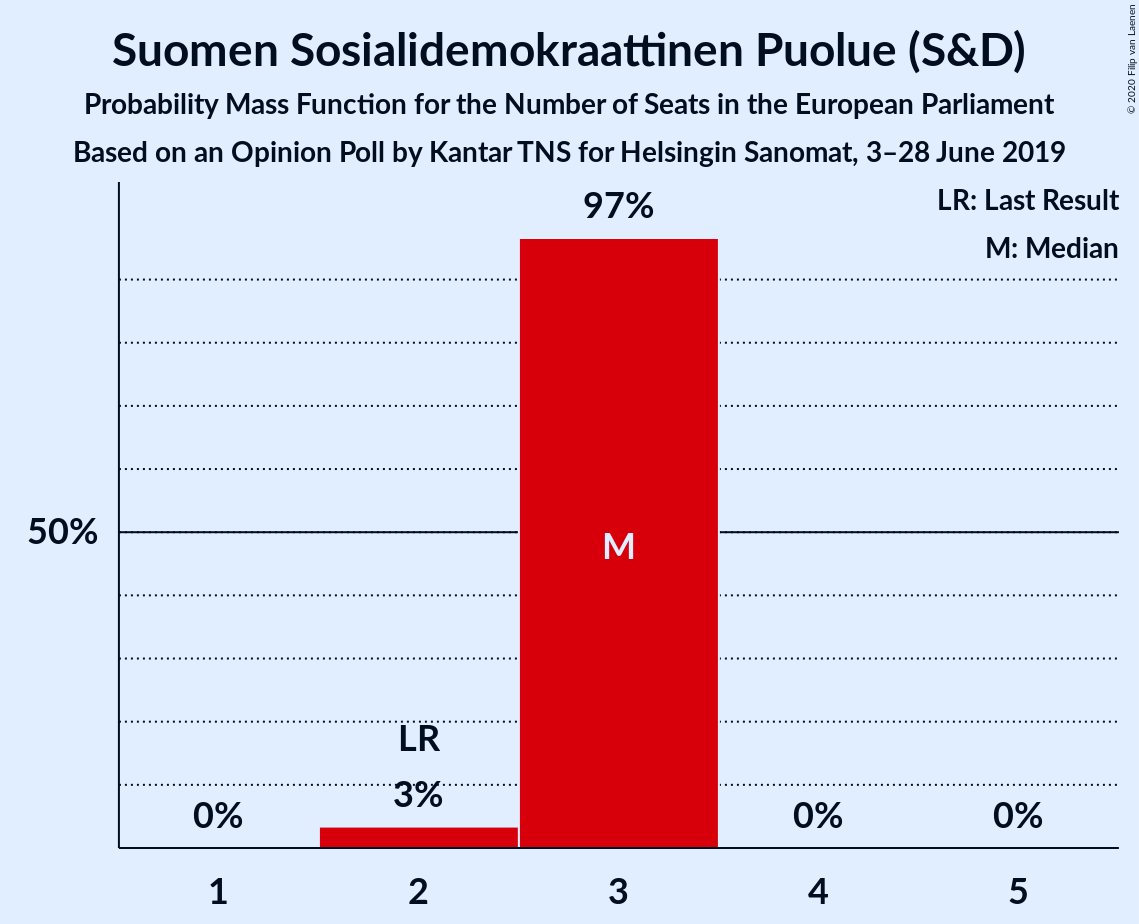 Suomen Sosialidemokraattinen Puolue (S&D)
Probability Mass Function for the Number of Seats in the European Parliament
Based on an Opinion Poll by Kantar TNS for Helsingin Sanomat, 3–28 June 2019
© 2020 Filip van Laenen
LR: Last Result
M: Median
97%
50%
M
LR
3%
0%
0%
0%
1 2 3 4 5